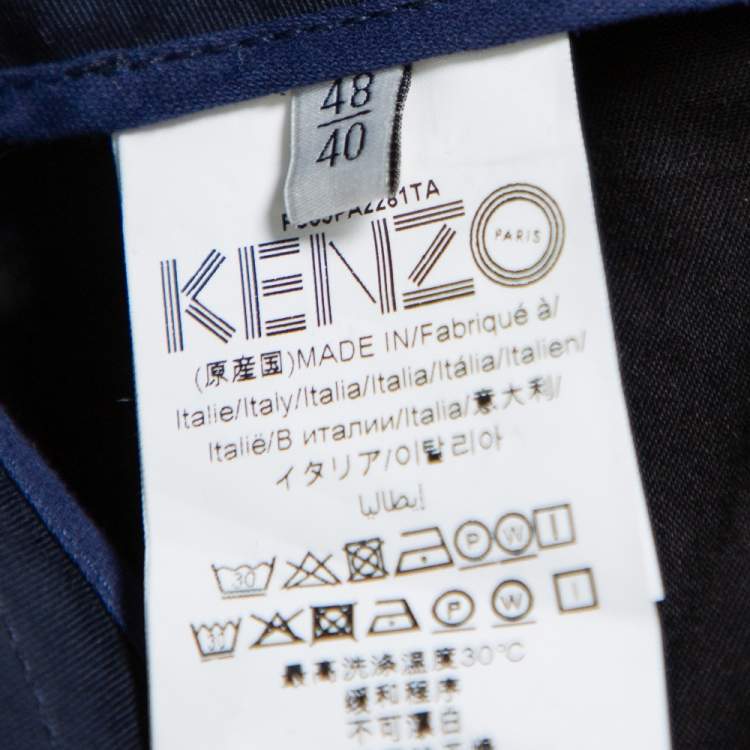 48
40
KENZO
PARIS
(原産国)MADE IN/Fabriqué à/
Italie/Italy/Italia/Italia/Itália/Italien/
Italië/В италии/Italia/意大利/
イタリア/이탈리아
إيطاليا
30
P W
30
P W
最高洗涤温度30℃
缓和程序
不可漂白